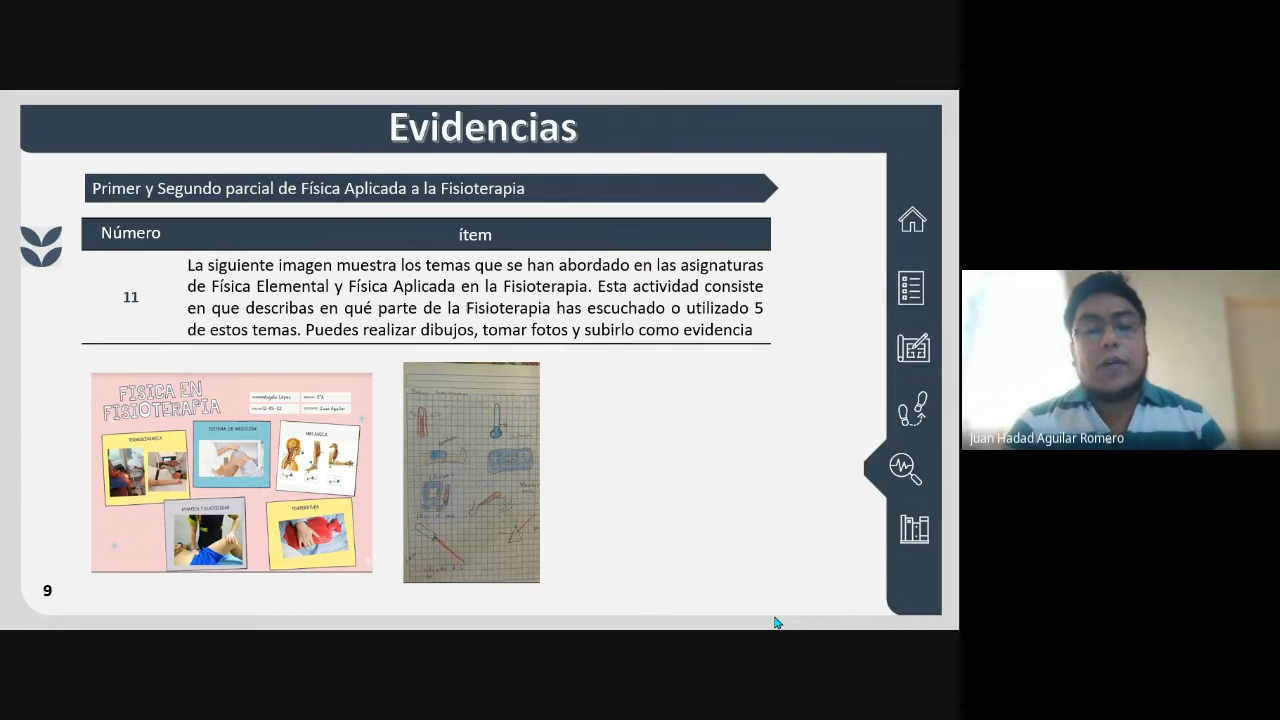 Evidencias
Primer y Segundo parcial de Física Aplicada a la Fisioterapia
Número ítem
11
La siguiente imagen muestra los temas que se han abordado en las asignaturas
de Física Elemental y Física Aplicada en la Fisioterapia. Esta actividad consiste
en que describas en qué parte de la Fisioterapia has escuchado o utilizado 5
de estos temas. Puedes realizar dibujos, tomar fotos y subirlo como evidencia
FISICA EN
FISIOTERAPIA
TERMODINAMICA
SISTEMA DE MEDICIÓN
MECANICA
TEMPERATURA
9
Juan Hadad Aguilar Romero